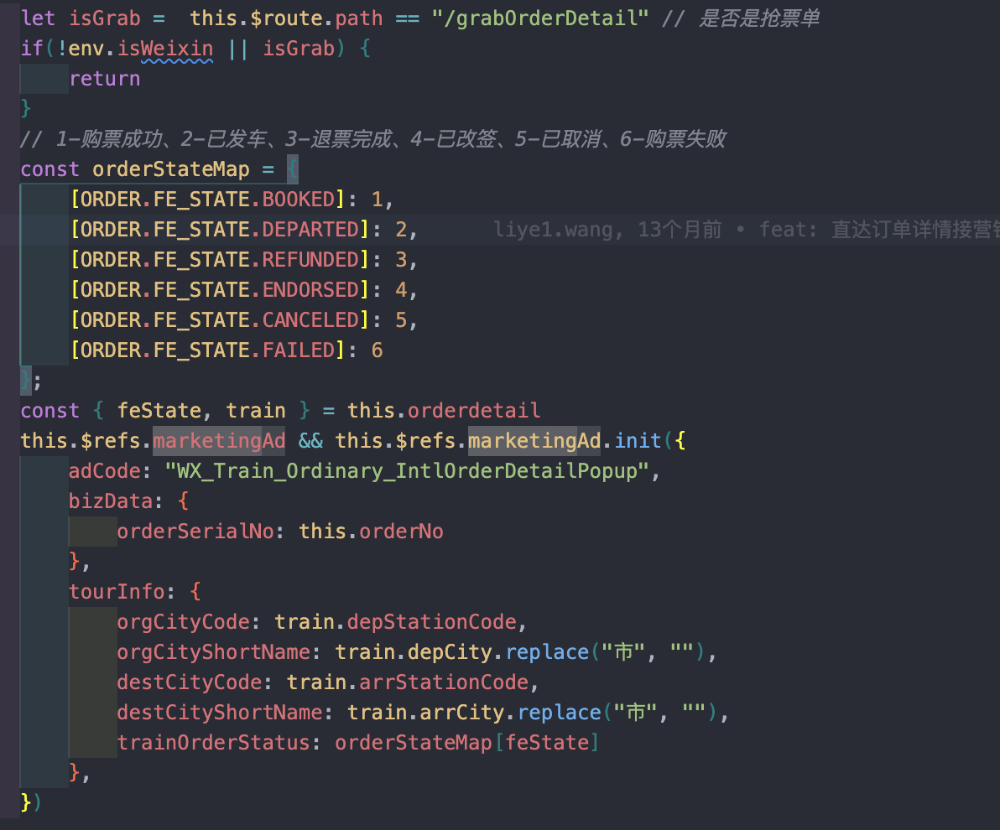 let isGrab =  this.$route.path == "/grabOrderDetail" // 是否是抢票单
if(!env.isWeixin || isGrab) {
    return
}
// 1-购票成功、2-已发车、3-退票完成、4-已改签、5-已取消、6-购票失败
const orderStateMap = {
    [ORDER.FE_STATE.BOOKED]: 1,
    [ORDER.FE_STATE.DEPARTED]: 2,      liye1.wang, 13个月前 • feat: 直达订单详情接营
    [ORDER.FE_STATE.REFUNDED]: 3,
    [ORDER.FE_STATE.ENDORSED]: 4,
    [ORDER.FE_STATE.CANCELED]: 5,
    [ORDER.FE_STATE.FAILED]: 6
};
const { feState, train } = this.orderdetail
this.$refs.marketingAd && this.$refs.marketingAd.init({
    adCode: "WX_Train_Ordinary_IntlOrderDetailPopup",
    bizData: {
        orderSerialNo: this.orderNo
    },
    tourInfo: {
        orgCityCode: train.depStationCode,
        orgCityShortName: train.depCity.replace("市", ""),
        destCityCode: train.arrStationCode,
        destCityShortName: train.arrCity.replace("市", ""),
        trainOrderStatus: orderStateMap[feState]
    },
})